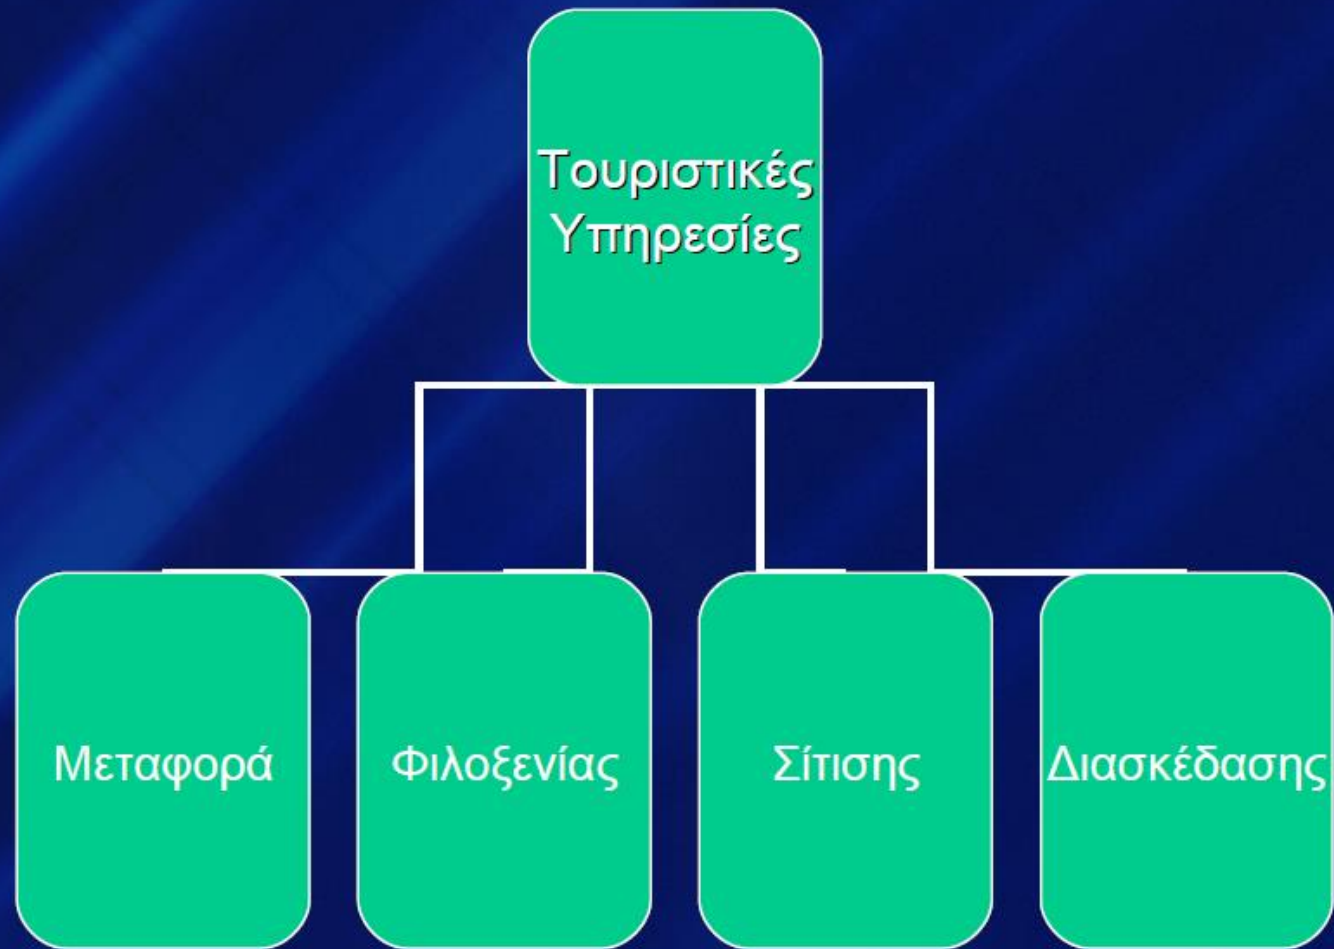 Τουριστικές
Υπηρεσίες
Μεταφορά
Φιλοξενίας
Σίτισης
Διασκέδασης